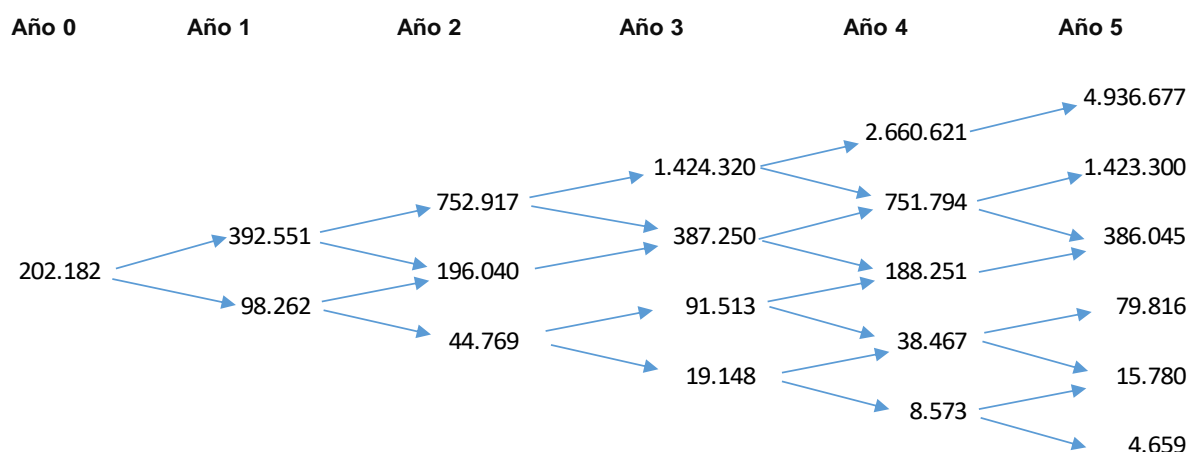 Año 0 Año 1 Año 2 Año 3 Año 4 Año 5
4.936.677
2.660.621
1.424.320 1.423.300
752.917 751.794
392.551 387.250 386.045
202.182 196.040 188.251
98.262 91.513 79.816
44.769 38.467
19.148 15.780
8.573
4.659